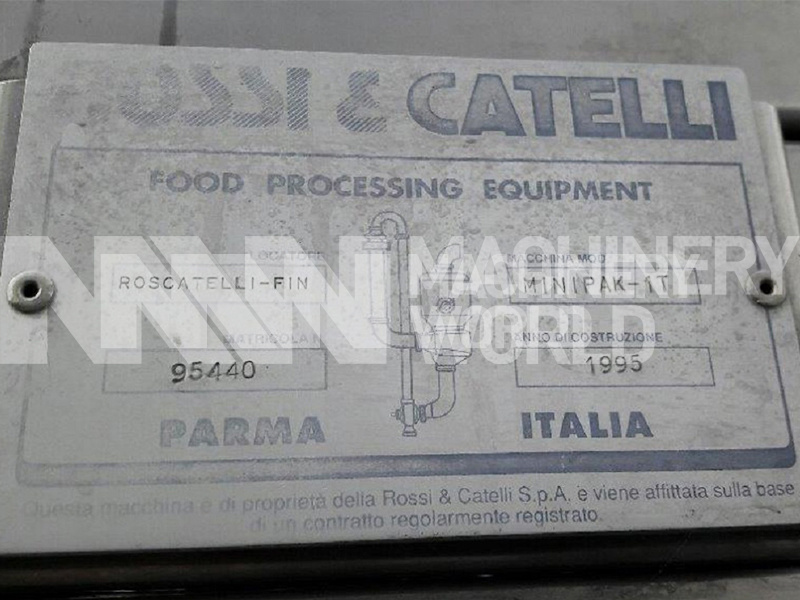 ROSSI & CATELLI
FOOD PROCESSING EQUIPMENT
LOCATORE
ROSCATELLI-FIN
MACCHINA MOD
MINIPAK-1T
MATRICOLA N
95440
ANNO DI COSTRUZIONE
1995
PARMA
ITALIA
MACHINERY
WORLD
Questa macchina è di proprietà della Rossi & Catelli S.p.A. e viene affittata sulla base
di un contratto regolarmente registrato.